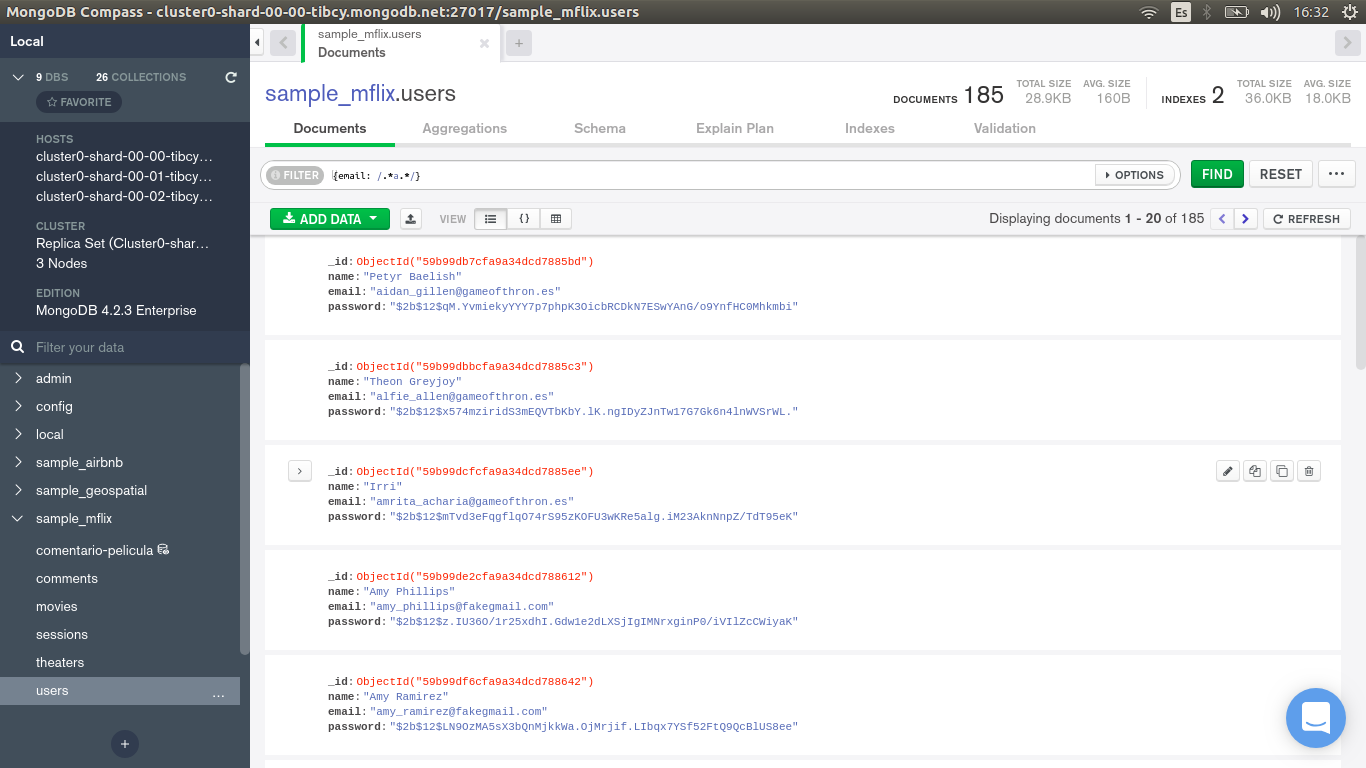 MongoDB Compass - cluster0-shard-00-00-tibcy.mongodb.net:27017/sample_mflix.users
Es
16:32
Local
9 DBS 26 COLLECTIONS
FAVORITE
HOSTS
cluster0-shard-00-00-tibcy...
cluster0-shard-00-01-tibcy...
cluster0-shard-00-02-tibcy...
CLUSTER
Replica Set (Cluster0-shar...
3 Nodes
EDITION
MongoDB 4.2.3 Enterprise
Filter your data
admin
config
local
sample_airbnb
sample_geospatial
sample_mflix
comentario-pelicula
comments
movies
sessions
theaters
users ...
+
sample_mflix.users
Documents
+
sample_mflix.users
DOCUMENTS 185 TOTAL SIZE 28.9KB AVG. SIZE 160B INDEXES 2 TOTAL SIZE 36.0KB AVG. SIZE 18.0KB
Documents Aggregations Schema Explain Plan Indexes Validation
FILTER {email: /.*a.*/} OPTIONS FIND RESET ...
ADD DATA VIEW {} Displaying documents 1 - 20 of 185 < > REFRESH
_id: ObjectId("59b99db7cfa9a34dcd7885bd")
name: "Petyr Baelish"
email: "aidan_gillen@gameofthron.es"
password: "$2b$12$qM.YvmiekyYYY7p7phpK3OicbRCDkN7ESwYAnG/o9YnfHC0Mhkmbi"
_id: ObjectId("59b99dbbcfa9a34dcd7885c3")
name: "Theon Greyjoy"
email: "alfie_allen@gameofthron.es"
password: "$2b$12$x574mziridS3mEQVTbKbY.lK.ngIDyZJnTw17G7Gk6n4lnWVSrWL."
_id: ObjectId("59b99dcfcfa9a34dcd7885ee")
name: "Irri"
email: "amrita_acharia@gameofthron.es"
password: "$2b$12$mTvd3eFqgflqO74rS95zKOFU3wKRe5alg.iM23AknNnpZ/TdT95eK"
_id: ObjectId("59b99de2cfa9a34dcd788612")
name: "Amy Phillips"
email: "amy_phillips@fakegmail.com"
password: "$2b$12$z.IU36O/1r25xdhI.Gdw1e2dLXSjIgIMNrxginP0/iVIlZcCWiyaK"
_id: ObjectId("59b99df6cfa9a34dcd788642")
name: "Amy Ramirez"
email: "amy_ramirez@fakegmail.com"
password: "$2b$12$LN9OzMA5sX3bQnMjkkWa.OjMrjif.LIbqx7YSf52FtQ9QcBlUS8ee"